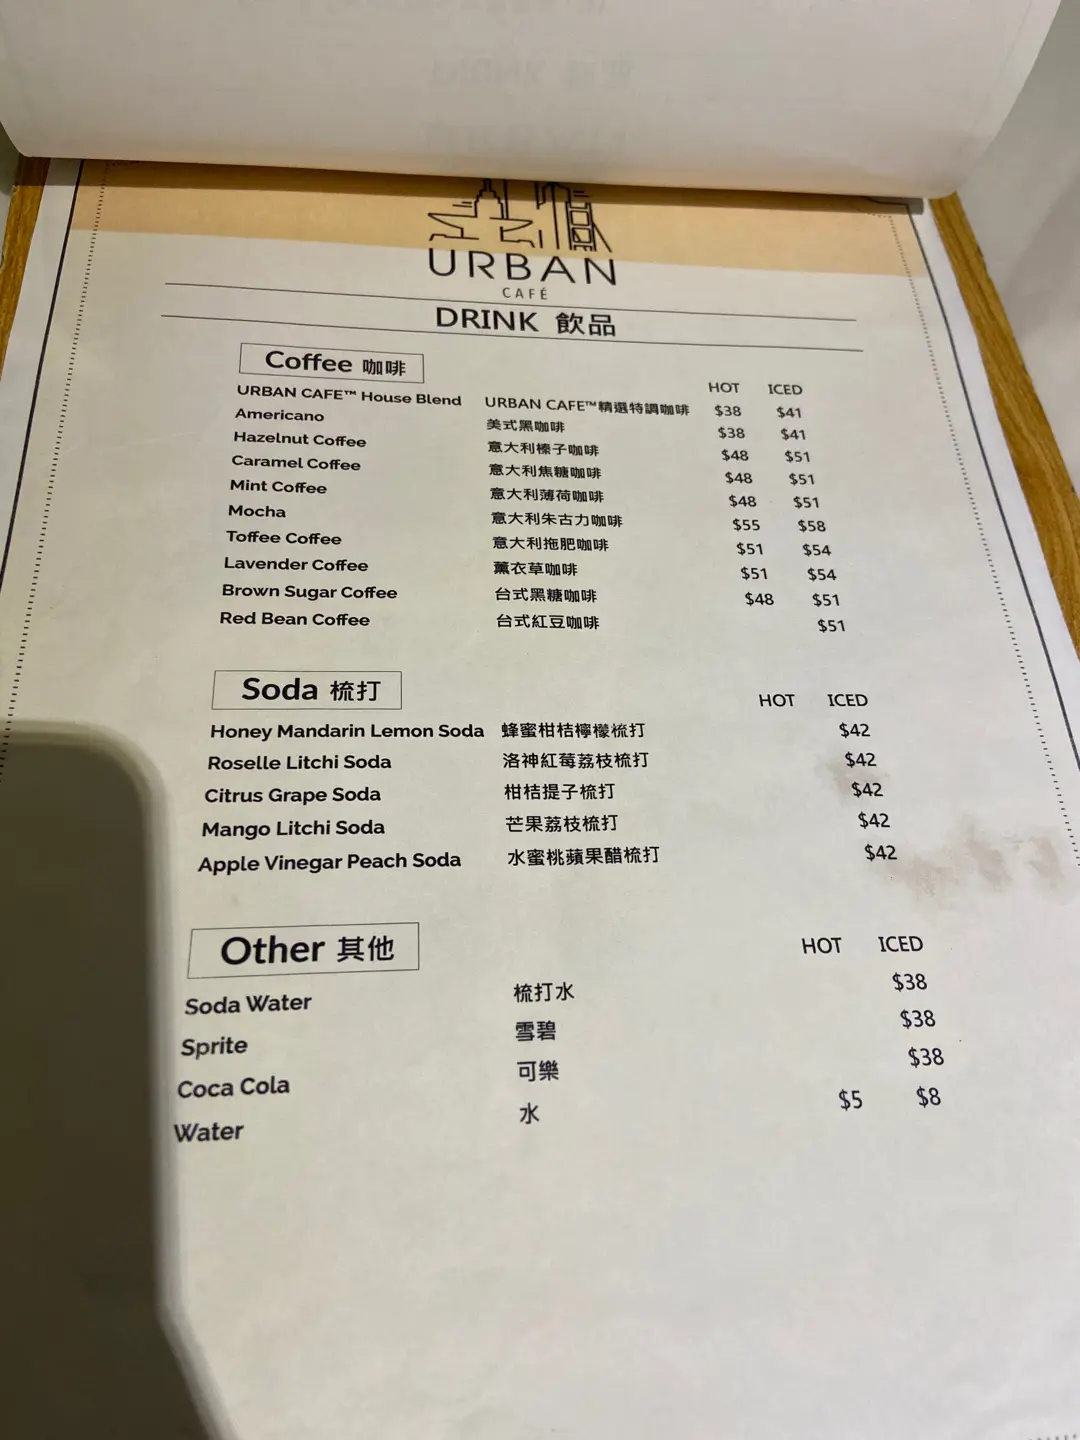 URBAN
CAFÉ
DRINK 飲品
Coffee 咖啡 HOT ICED
URBAN CAFE™ House Blend URBAN CAFE™精選特調咖啡 $38 $41
Americano 美式黑咖啡 $38 $41
Hazelnut Coffee 意大利榛子咖啡 $48 $51
Caramel Coffee 意大利焦糖咖啡 $48 $51
Mint Coffee 意大利薄荷咖啡 $48 $51
Mocha 意大利朱古力咖啡 $55 $58
Toffee Coffee 意大利拖肥咖啡 $51 $54
Lavender Coffee 薰衣草咖啡 $51 $54
Brown Sugar Coffee 台式黑糖咖啡 $48 $51
Red Bean Coffee 台式紅豆咖啡 $51
Soda 梳打 HOT ICED
Honey Mandarin Lemon Soda 蜂蜜柑桔檸檬梳打 $42
Roselle Litchi Soda 洛神紅莓荔枝梳打 $42
Citrus Grape Soda 柑桔提子梳打 $42
Mango Litchi Soda 芒果荔枝梳打 $42
Apple Vinegar Peach Soda 水蜜桃蘋果醋梳打 $42
Other 其他 HOT ICED
Soda Water 梳打水 $38
Sprite 雪碧 $38
Coca Cola 可樂 $38
Water 水 $5 $8